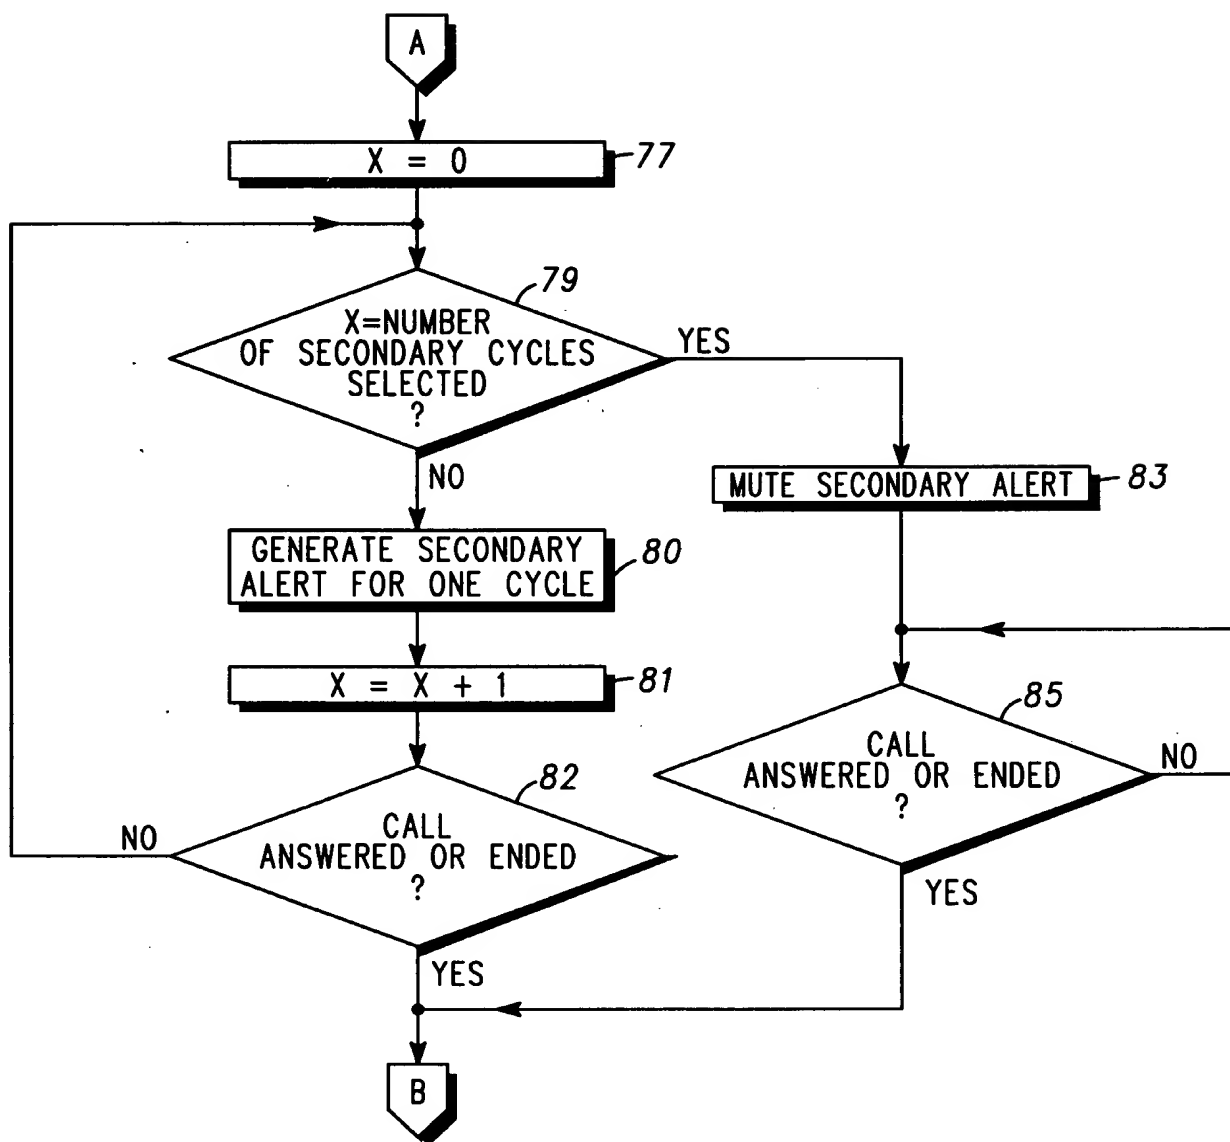 A
X = 0
77
79
X=NUMBER
OF SECONDARY CYCLES
SELECTED
?
YES
NO
MUTE SECONDARY ALERT
83
GENERATE SECONDARY
ALERT FOR ONE CYCLE
80
X = X + 1
81
85
CALL
ANSWERED OR ENDED
?
NO
YES
82
CALL
ANSWERED OR ENDED
?
NO
YES
B